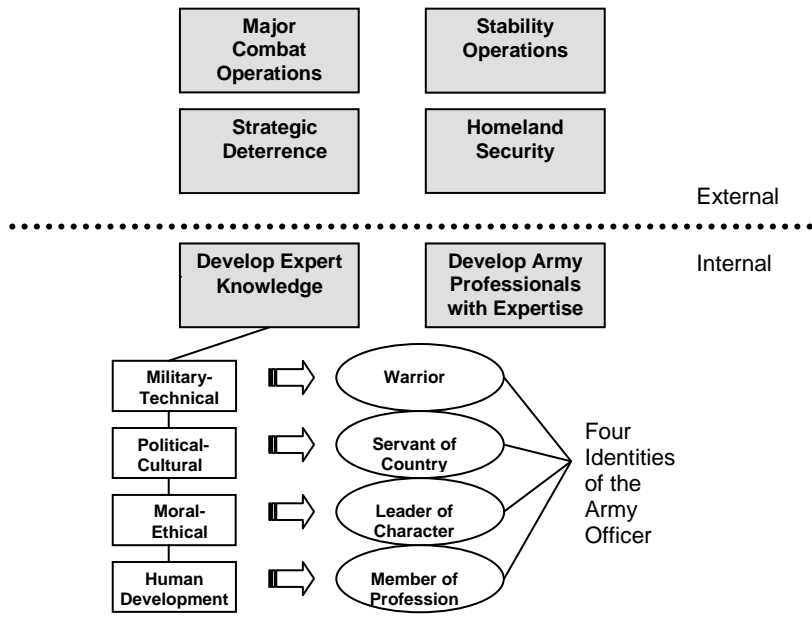 Major
Combat
Operations
Stability
Operations
Strategic
Deterrence
Homeland
Security
External
Develop Expert
Knowledge
Develop Army
Professionals
with Expertise
Internal
Military-
Technical
Warrior
Political-
Cultural
Servant of
Country
Moral-
Ethical
Leader of
Character
Human
Development
Member of
Profession
Four
Identities
of the
Army
Officer